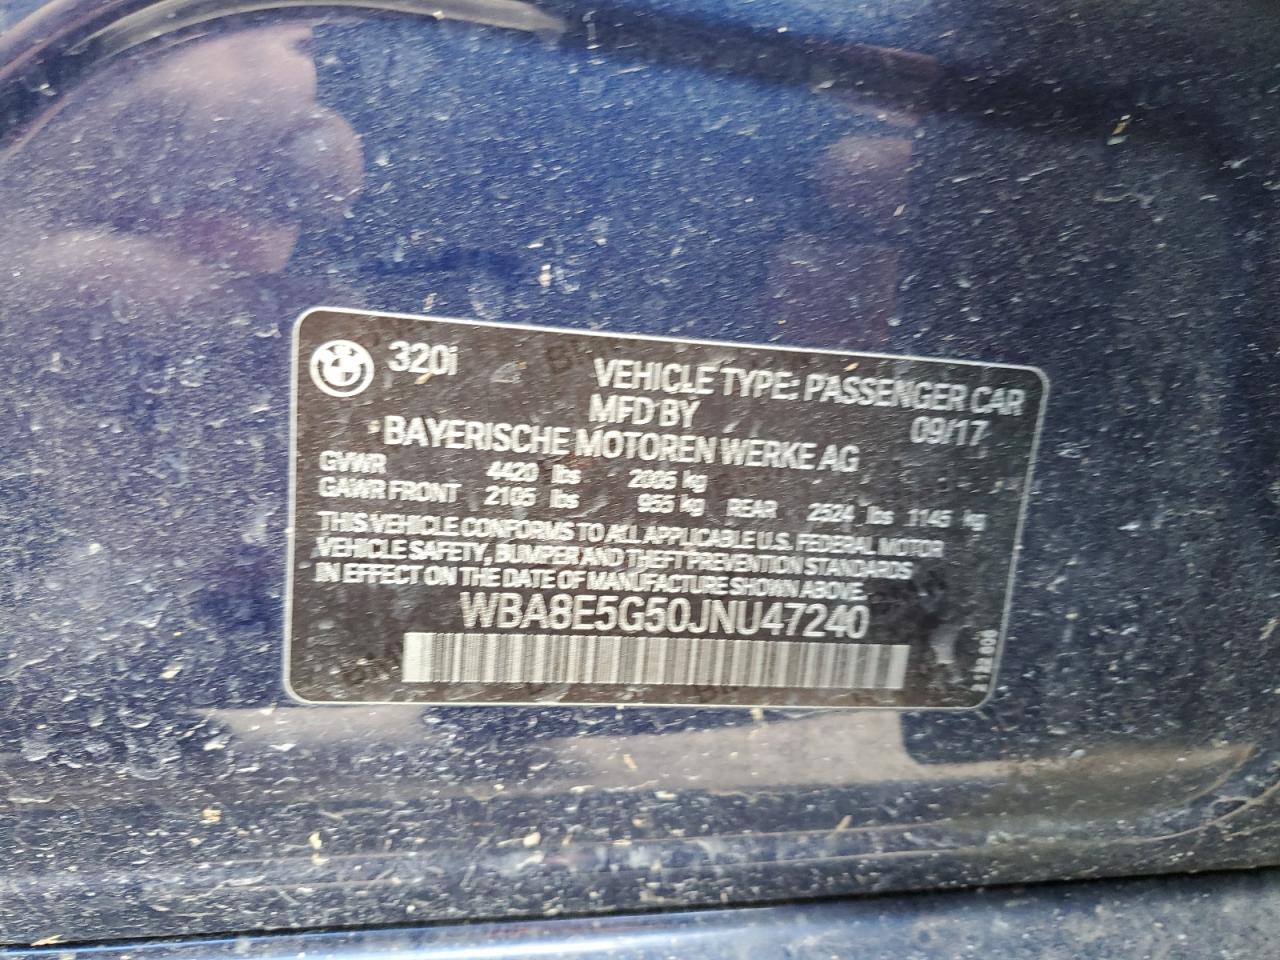 320i
VEHICLE TYPE: PASSENGER CAR
MFD BY 09/17
BAYERISCHE MOTOREN WERKE AG
GVWR 4420 lbs 2005 kg
GAWR FRONT 2105 lbs 955 kg REAR 2524 lbs 1145 kg
THIS VEHICLE CONFORMS TO ALL APPLICABLE U.S. FEDERAL MOTOR
VEHICLE SAFETY, BUMPER AND THEFT PREVENTION STANDARDS
IN EFFECT ON THE DATE OF MANUFACTURE SHOWN ABOVE.
WBA8E5G50JNU47240